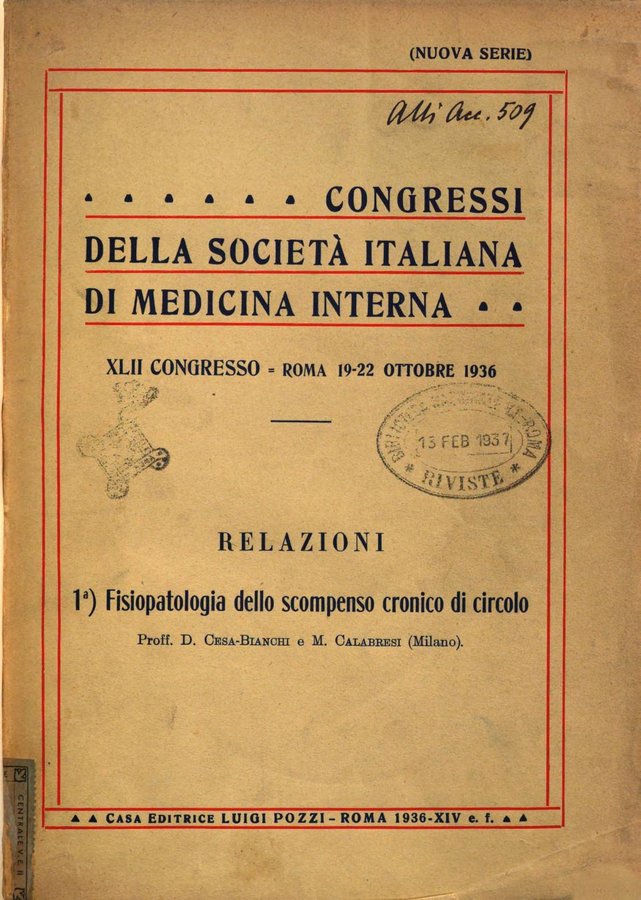 (NUOVA SERIE)
Atti Acc. 509
CONGRESSI
DELLA SOCIETÀ ITALIANA
DI MEDICINA INTERNA
XLII CONGRESSO = ROMA 19-22 OTTOBRE 1936
13 FEB 1937
RIVISTE
RELAZIONI
1ª) Fisiopatologia dello scompenso cronico di circolo
Proff. D. CESA-BIANCHI e M. CALABRESI (Milano).
CENTRALE V. E. II
CASA EDITRICE LUIGI POZZI - ROMA 1936-XIV e. f.